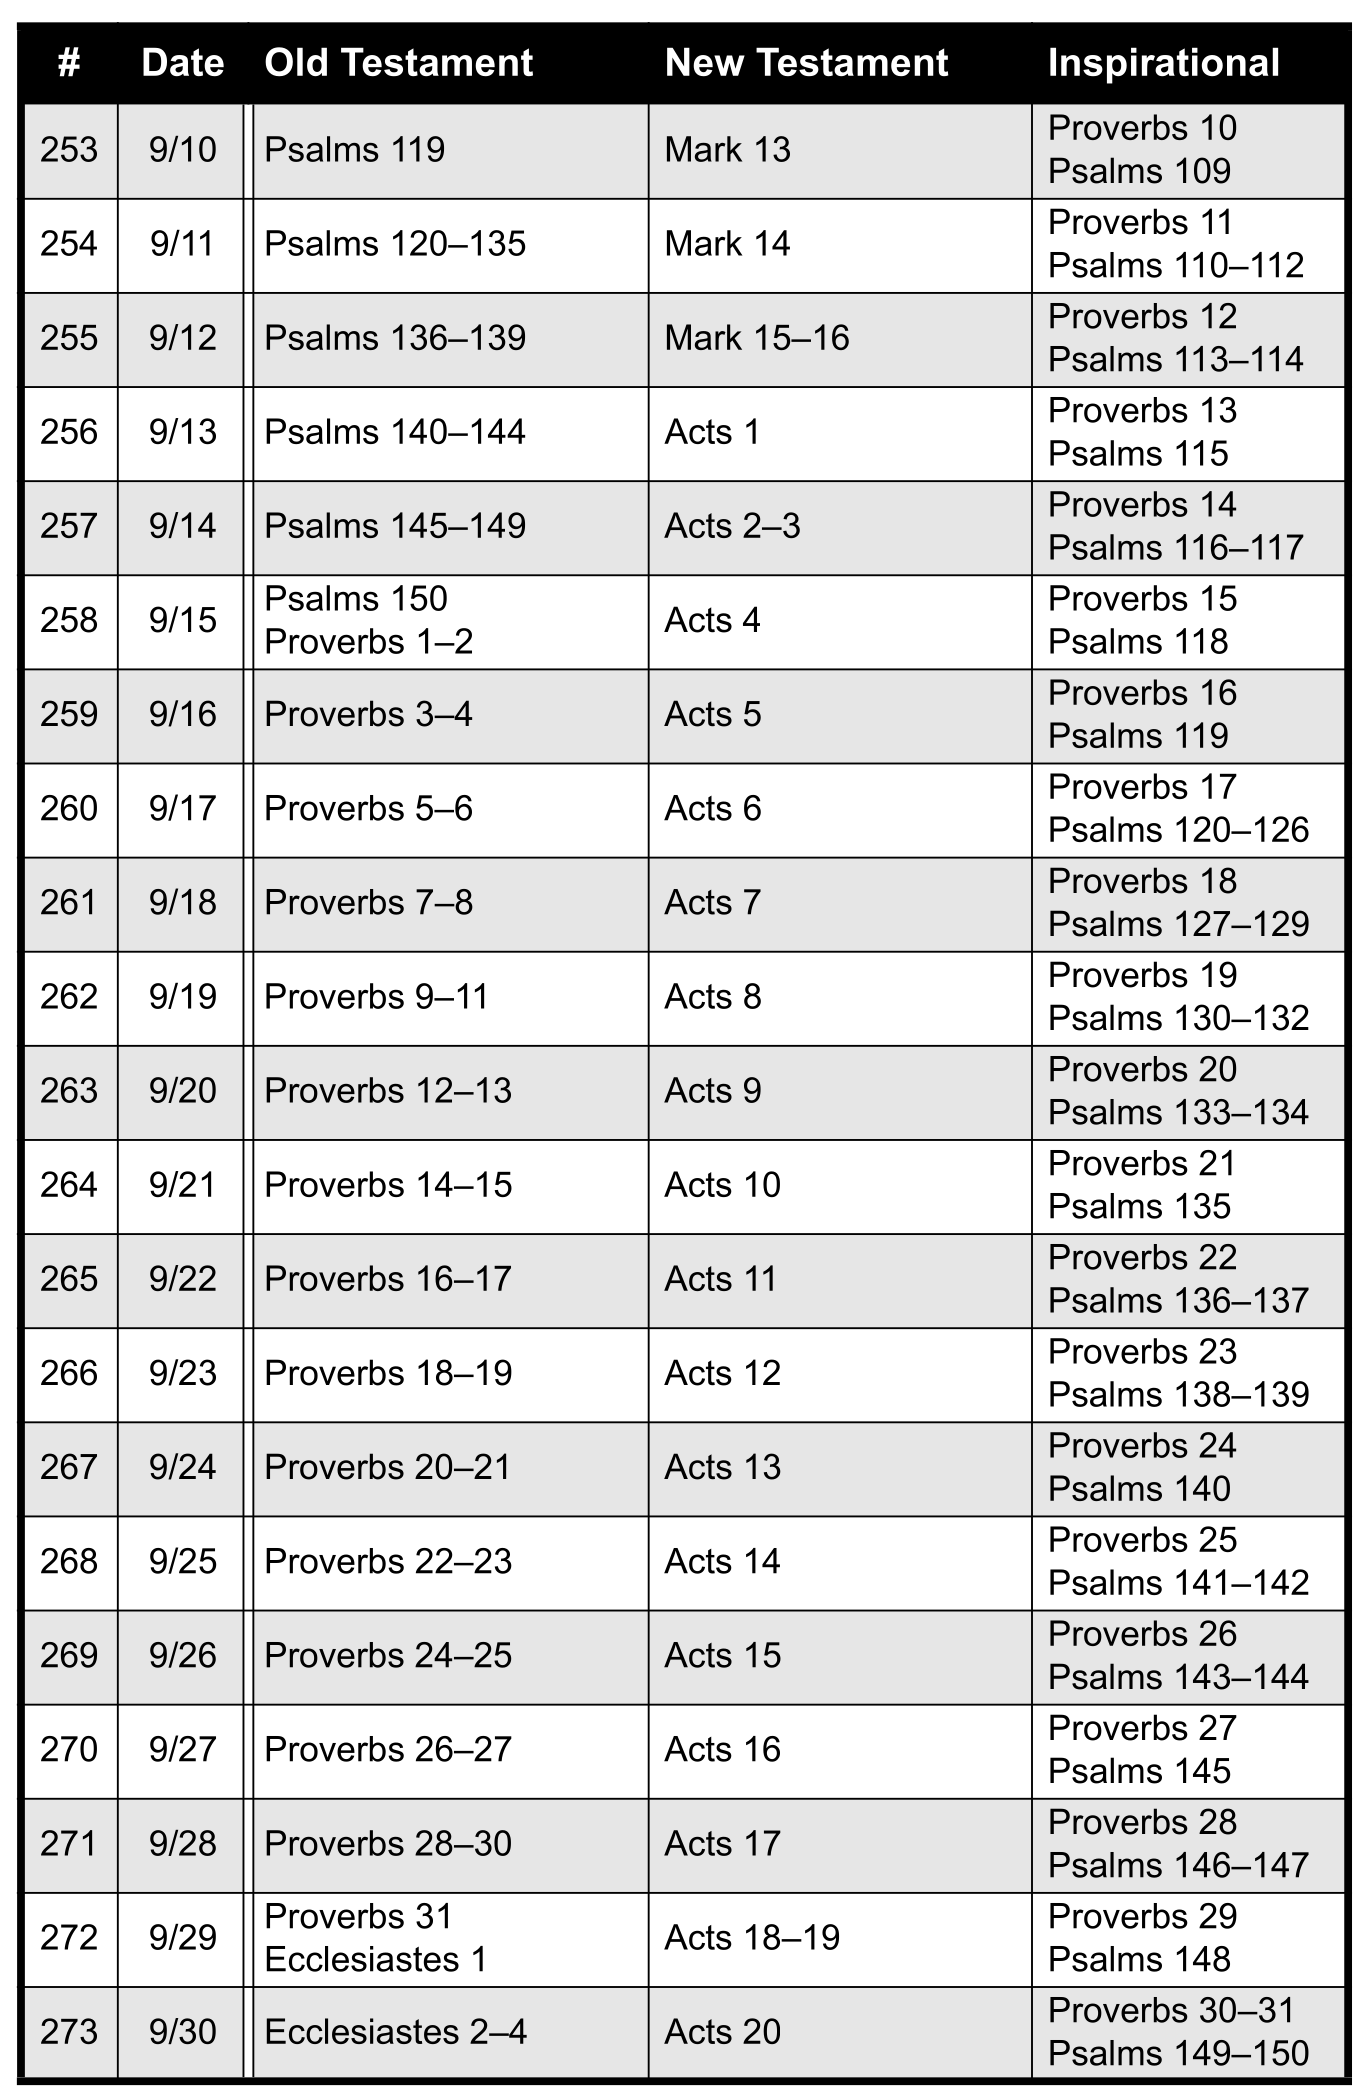 # Date Old Testament New Testament Inspirational
253 9/10 Psalms 119 Mark 13 Proverbs 10
Psalms 109
254 9/11 Psalms 120–135 Mark 14 Proverbs 11
Psalms 110–112
255 9/12 Psalms 136–139 Mark 15–16 Proverbs 12
Psalms 113–114
256 9/13 Psalms 140–144 Acts 1 Proverbs 13
Psalms 115
257 9/14 Psalms 145–149 Acts 2–3 Proverbs 14
Psalms 116–117
258 9/15 Psalms 150
Proverbs 1–2 Acts 4 Proverbs 15
Psalms 118
259 9/16 Proverbs 3–4 Acts 5 Proverbs 16
Psalms 119
260 9/17 Proverbs 5–6 Acts 6 Proverbs 17
Psalms 120–126
261 9/18 Proverbs 7–8 Acts 7 Proverbs 18
Psalms 127–129
262 9/19 Proverbs 9–11 Acts 8 Proverbs 19
Psalms 130–132
263 9/20 Proverbs 12–13 Acts 9 Proverbs 20
Psalms 133–134
264 9/21 Proverbs 14–15 Acts 10 Proverbs 21
Psalms 135
265 9/22 Proverbs 16–17 Acts 11 Proverbs 22
Psalms 136–137
266 9/23 Proverbs 18–19 Acts 12 Proverbs 23
Psalms 138–139
267 9/24 Proverbs 20–21 Acts 13 Proverbs 24
Psalms 140
268 9/25 Proverbs 22–23 Acts 14 Proverbs 25
Psalms 141–142
269 9/26 Proverbs 24–25 Acts 15 Proverbs 26
Psalms 143–144
270 9/27 Proverbs 26–27 Acts 16 Proverbs 27
Psalms 145
271 9/28 Proverbs 28–30 Acts 17 Proverbs 28
Psalms 146–147
272 9/29 Proverbs 31
Ecclesiastes 1 Acts 18–19 Proverbs 29
Psalms 148
273 9/30 Ecclesiastes 2–4 Acts 20 Proverbs 30–31
Psalms 149–150